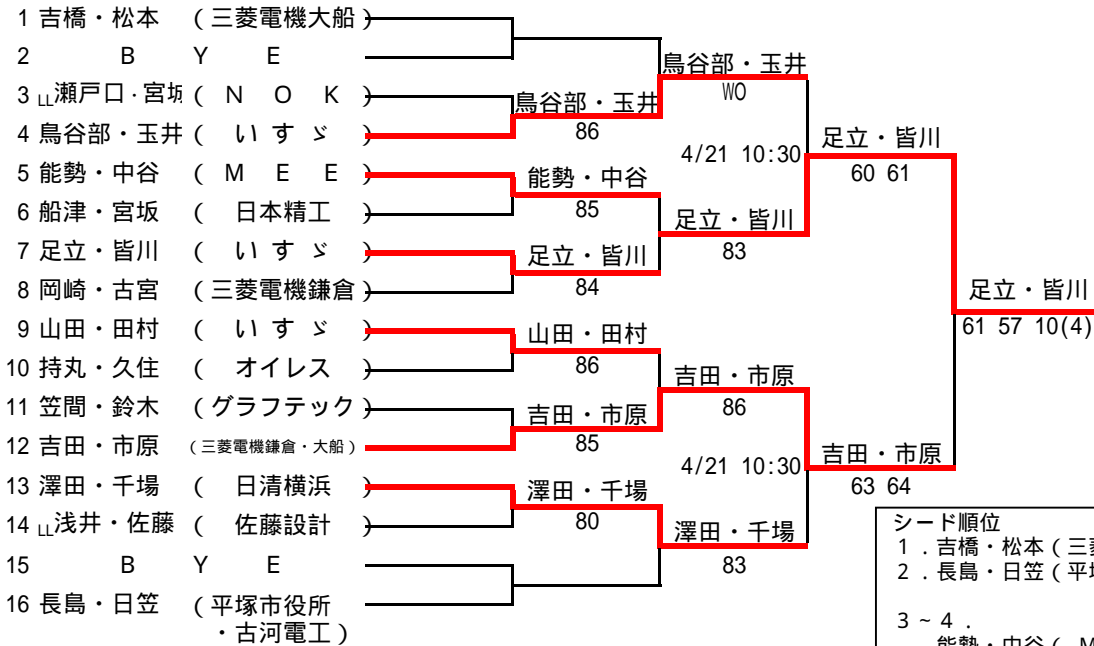 1 吉橋・松本 (三菱電機大船)
2 B Y E
3 LL瀬戸口・宮坂 ( N O K )
4 鳥谷部・玉井 ( いすゞ )
5 能勢・中谷 ( M E E )
6 船津・宮坂 ( 日本精工 )
7 足立・皆川 ( いすゞ )
8 岡崎・古宮 (三菱電機鎌倉)
9 山田・田村 ( いすゞ )
10 持丸・久住 ( オイレス )
11 笠間・鈴木 (グラフテック)
12 吉田・市原 (三菱電機鎌倉・大船)
13 澤田・千場 ( 日清横浜 )
14 LL浅井・佐藤 ( 佐藤設計 )
15 B Y E
16 長島・日笠 (平塚市役所
・古河電工)
鳥谷部・玉井
86
能勢・中谷
85
足立・皆川
84
山田・田村
86
吉田・市原
85
澤田・千場
80
鳥谷部・玉井
WO
4/21 10:30
足立・皆川
83
吉田・市原
86
4/21 10:30
澤田・千場
83
足立・皆川
60 61
吉田・市原
63 64
足立・皆川
61 57 10(4)
シード順位
1．吉橋・松本(三菱
2．長島・日笠(平塚
3～4．
能勢・中谷( M